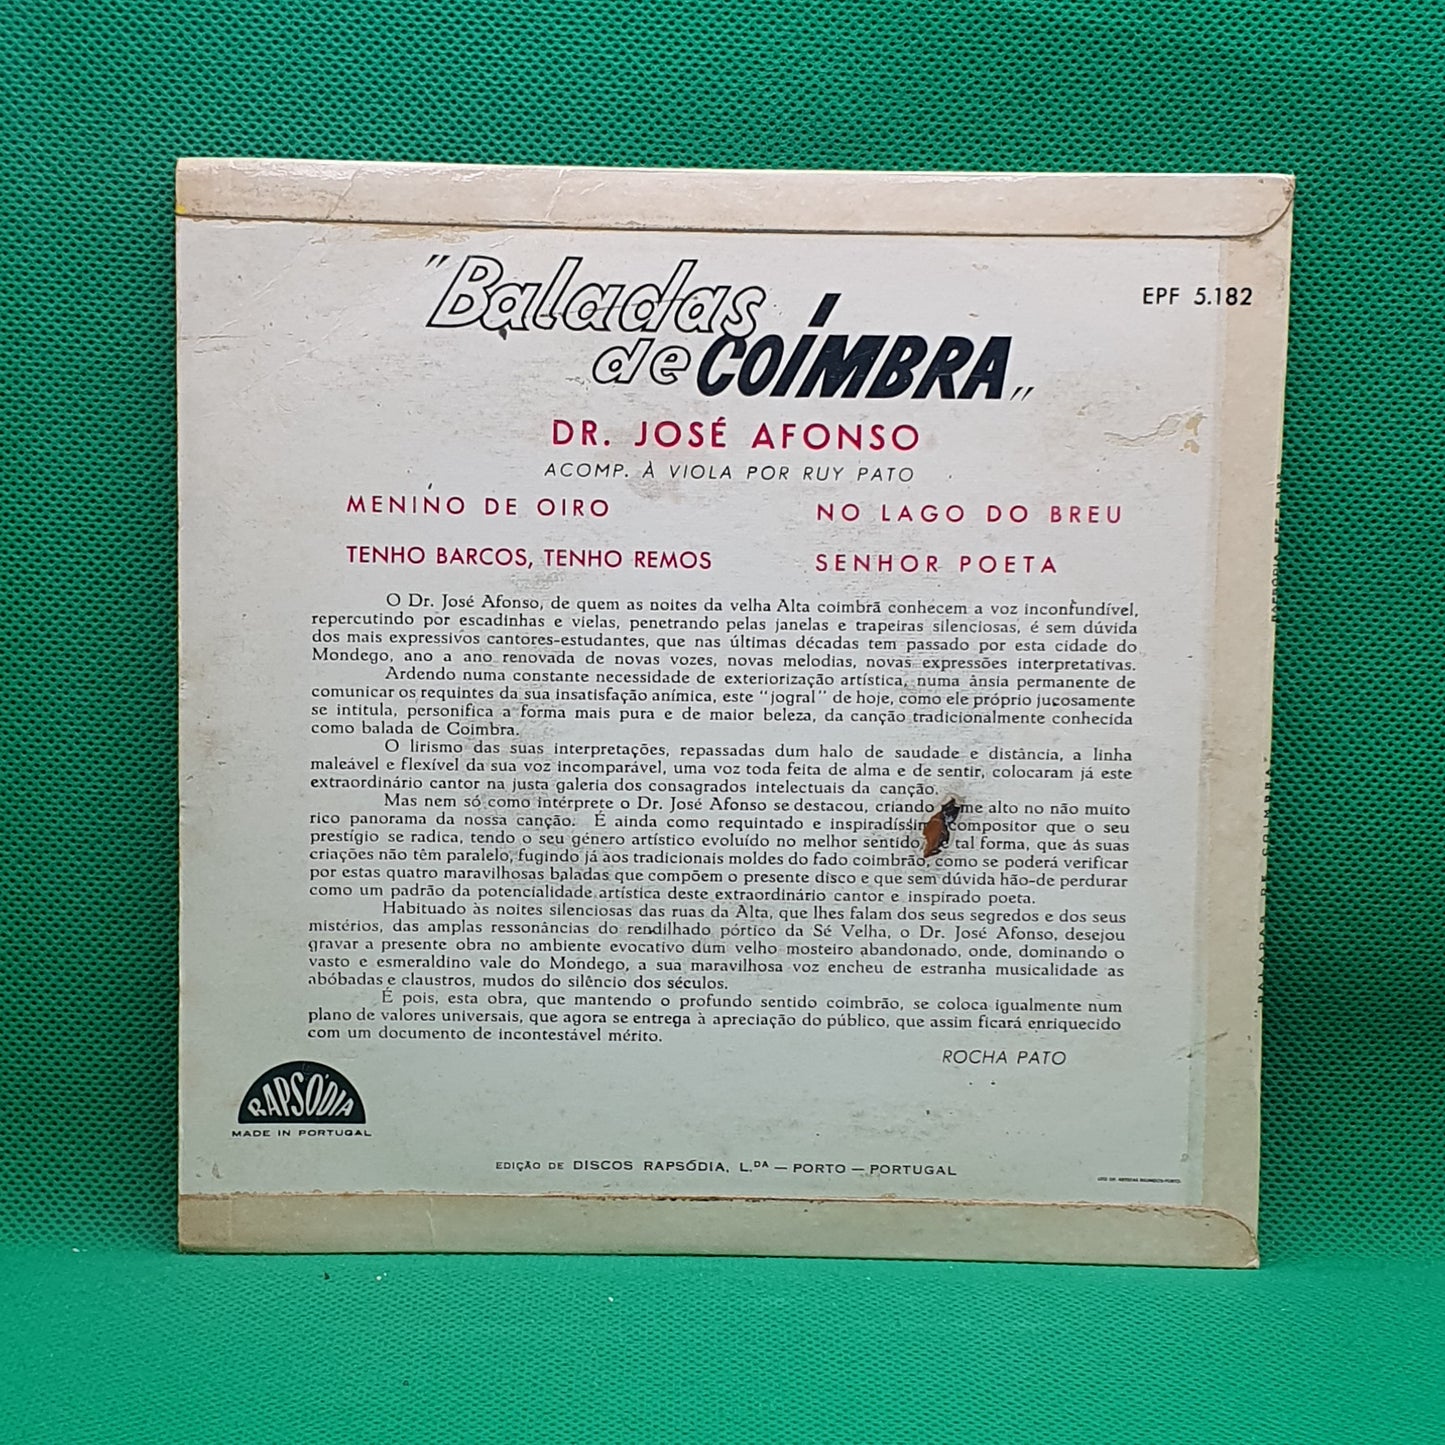 "Baladas
de COIMBRA"
EPF 5.182
DR. JOSÉ AFONSO
ACOMP. À VIOLA POR RUY PATO
MENINO DE OIRO
NO LAGO DO BREU
TENHO BARCOS, TENHO REMOS
SENHOR POETA
O Dr. José Afonso, de quem as noites da velha Alta coimbrã conhecem a voz inconfundível,
repercutindo por escadinhas e vielas, penetrando pelas janelas e trapeiras silenciosas, é sem dúvida
dos mais expressivos cantores-estudantes, que nas últimas décadas tem passado por esta cidade do
Mondego, ano a ano renovada de novas vozes, novas melodias, novas expressões interpretativas.
Ardendo numa constante necessidade de exteriorização artística, numa ânsia permanente de
comunicar os requintes da sua insatisfação anímica, este "jogral" de hoje, como ele próprio jucosamente
se intitula, personifica a forma mais pura e de maior beleza, da canção tradicionalmente conhecida
como balada de Coimbra.
O lirismo das suas interpretações, repassadas dum halo de saudade e distância, a linha
maleável e flexível da sua voz incomparável, uma voz toda feita de alma e de sentir, colocaram já este
extraordinário cantor na justa galeria dos consagrados intelectuais da canção.
Mas nem só como intérprete o Dr. José Afonso se destacou, criando me alto no não muito
rico panorama da nossa canção. É ainda como requintado e inspiradíssim compositor que o seu
prestígio se radica, tendo o seu género artístico evoluído no melhor sentido e tal forma, que ás suas
criações não têm paralelo, fugindo já aos tradicionais moldes do fado coimbrão, como se poderá verificar
por estas quatro maravilhosas baladas que compõem o presente disco e que sem dúvida hão-de perdurar
como um padrão da potencialidade artística deste extraordinário cantor e inspirado poeta.
Habituado às noites silenciosas das ruas da Alta, que lhes falam dos seus segredos e dos seus
mistérios, das amplas ressonâncias do rendilhado pórtico da Sé Velha, o Dr. José Afonso, desejou
gravar a presente obra no ambiente evocativo dum velho mosteiro abandonado, onde, dominando o
vasto e esmeraldino vale do Mondego, a sua maravilhosa voz encheu de estranha musicalidade as
abóbadas e claustros, mudos do silêncio dos séculos.
É pois, esta obra, que mantendo o profundo sentido coimbrão, se coloca igualmente num
plano de valores universais, que agora se entrega à apreciação do público, que assim ficará enriquecido
com um documento de incontestável mérito.
ROCHA PATO
RAPSÓDIA
MADE IN PORTUGAL
EDIÇÃO DE DISCOS RAPSÓDIA, L.DA — PORTO — PORTUGAL